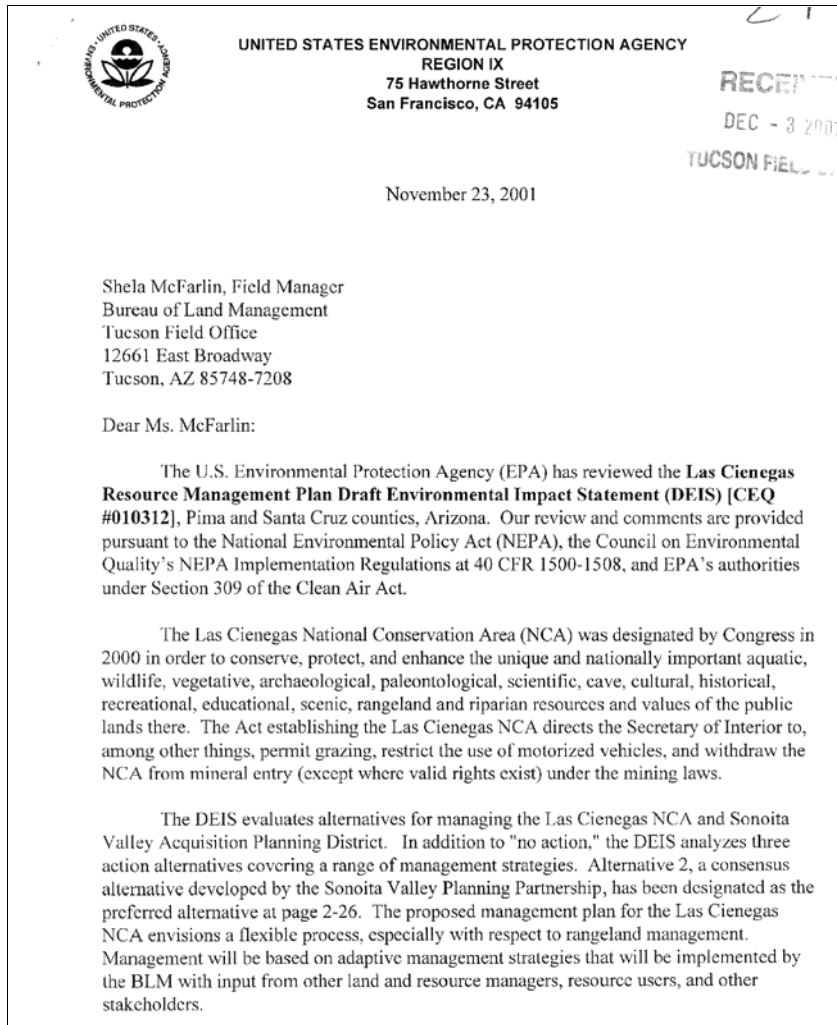 UNITED STATES
ENVIRONMENTAL PROTECTION AGENCY
UNITED STATES ENVIRONMENTAL PROTECTION AGENCY
REGION IX
75 Hawthorne Street
San Francisco, CA 94105
DEC - 3
TUCSON
November 23, 2001
Shela McFarlin, Field Manager
Bureau of Land Management
Tucson Field Office
12661 East Broadway
Tucson, AZ 85748-7208
Dear Ms. McFarlin:
The U.S. Environmental Protection Agency (EPA) has reviewed the Las Cienegas
Resource Management Plan Draft Environmental Impact Statement (DEIS) [CEQ
#010312], Pima and Santa Cruz counties, Arizona. Our review and comments are provided
pursuant to the National Environmental Policy Act (NEPA), the Council on Environmental
Quality's NEPA Implementation Regulations at 40 CFR 1500-1508, and EPA's authorities
under Section 309 of the Clean Air Act.
The Las Cienegas National Conservation Area (NCA) was designated by Congress in
2000 in order to conserve, protect, and enhance the unique and nationally important aquatic,
wildlife, vegetative, archaeological, paleontological, scientific, cave, cultural, historical,
recreational, educational, scenic, rangeland and riparian resources and values of the public
lands there. The Act establishing the Las Cienegas NCA directs the Secretary of Interior to,
among other things, permit grazing, restrict the use of motorized vehicles, and withdraw the
NCA from mineral entry (except where valid rights exist) under the mining laws.
The DEIS evaluates alternatives for managing the Las Cienegas NCA and Sonoita
Valley Acquisition Planning District. In addition to "no action," the DEIS analyzes three
action alternatives covering a range of management strategies. Alternative 2, a consensus
alternative developed by the Sonoita Valley Planning Partnership, has been designated as the
preferred alternative at page 2-26. The proposed management plan for the Las Cienegas
NCA envisions a flexible process, especially with respect to rangeland management.
Management will be based on adaptive management strategies that will be implemented by
the BLM with input from other land and resource managers, resource users, and other
stakeholders.